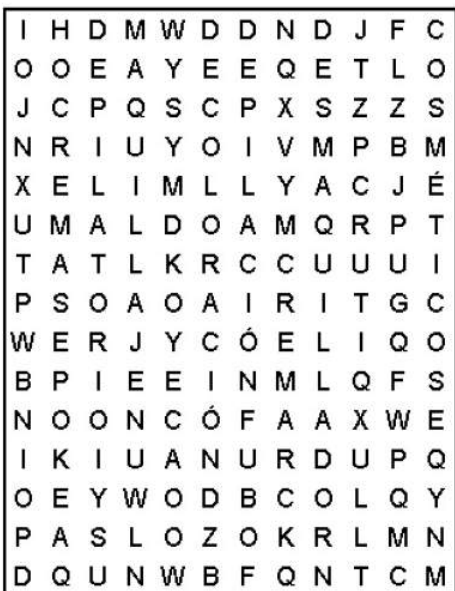 I H D M W D D N D J F C
O O E A Y E E Q E T L O
J C P Q S C P X S Z Z S
N R I U Y O I V M P B M
X E L I M L L Y A C J É
U M A L D O A M Q R P T
T A T L K R C C U U U I
P S O A O A I R I T G C
W E R J Y C Ó E L I Q O
B P I E E I N M L Q F S
N O O N C Ó F A A X W E
I K I U A N U R D U P Q
O E Y W O D B C O L Q Y
P A S L O Z O K R L M N
D Q U N W B F Q N T C M